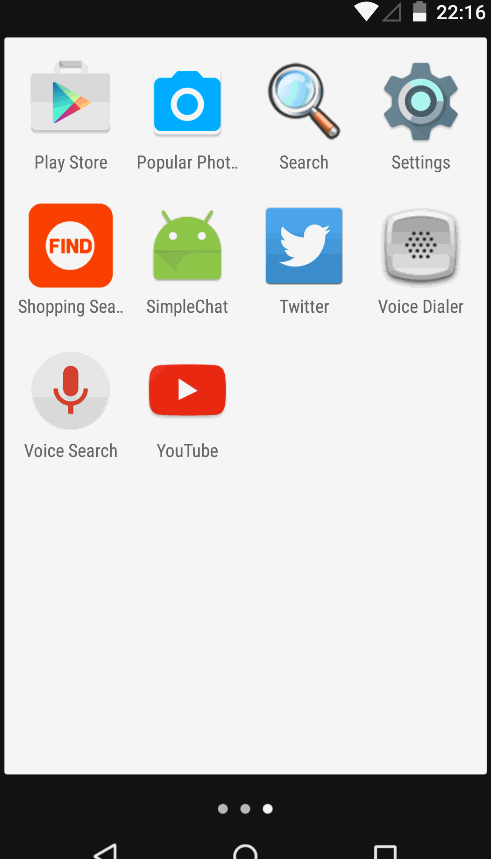 22:16
Play Store
Popular Phot..
Search
Settings
FIND
Shopping Sea..
SimpleChat
Twitter
Voice Dialer
Voice Search
YouTube